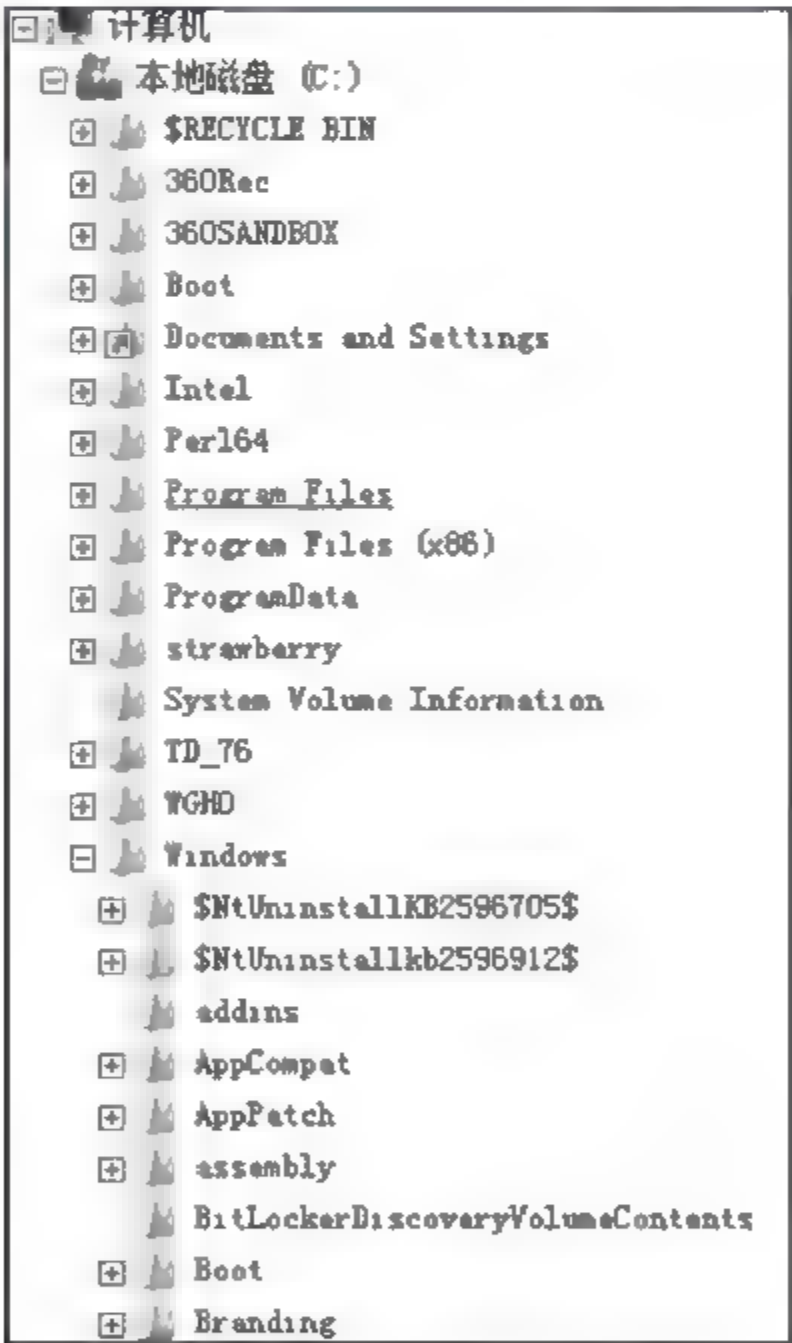 计算机
本地磁盘 (C:)
$RECYCLE BIN
360Rec
360SANDBOX
Boot
Documents and Settings
Intel
Perl64
Program Files
Program Files (x86)
ProgramData
strawberry
System Volume Information
TD_76
WGHO
Windows
$NtUninstallKB2596705$
$NtUninstallkb2596912$
addins
AppCompat
AppPatch
assembly
BitLockerDiscoveryVolumeContents
Boot
Branding